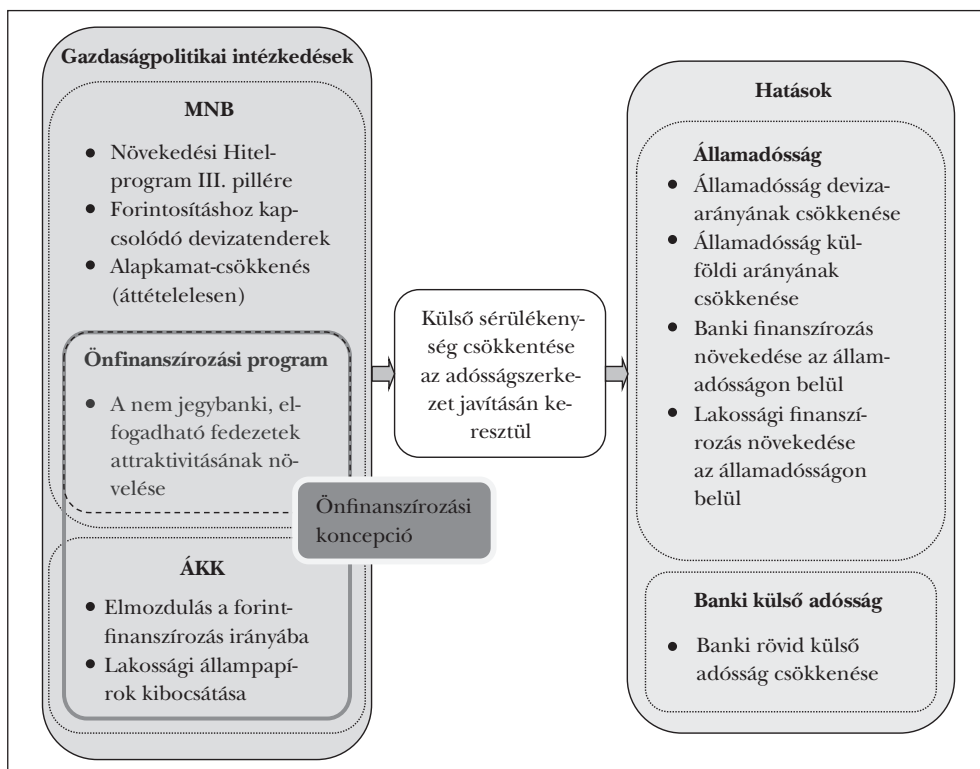 Gazdaságpolitikai intézkedések
MNB
• Növekedési Hitel-
program III. pillére
• Forintosításhoz kap-
csolódó devizatenderek
• Alapkamat-csökkenés
(áttételelesen)
Önfinanszírozási program
• A nem jegybanki, el-
fogadható fedezetek
attraktivitásának nö-
velése
Önfinanszírozási
koncepció
ÁKK
• Elmozdulás a forint-
finanszírozás irányába
• Lakossági állampapí-
rok kibocsátása
Külső sérülékeny-
ség csökkentése
az adósságszerke-
zet javításán ke-
resztül
Hatások
Államadósság
• Államadósság deviza-
arányának csökkenése
• Államadósság kül-
földi arányának
csökkenése
• Banki finanszírozás
növekedése az állam-
adósságon belül
• Lakossági finanszí-
rozás növekedése
az államadósságon
belül
Banki külső adósság
• Banki rövid külső
adósság csökkenése